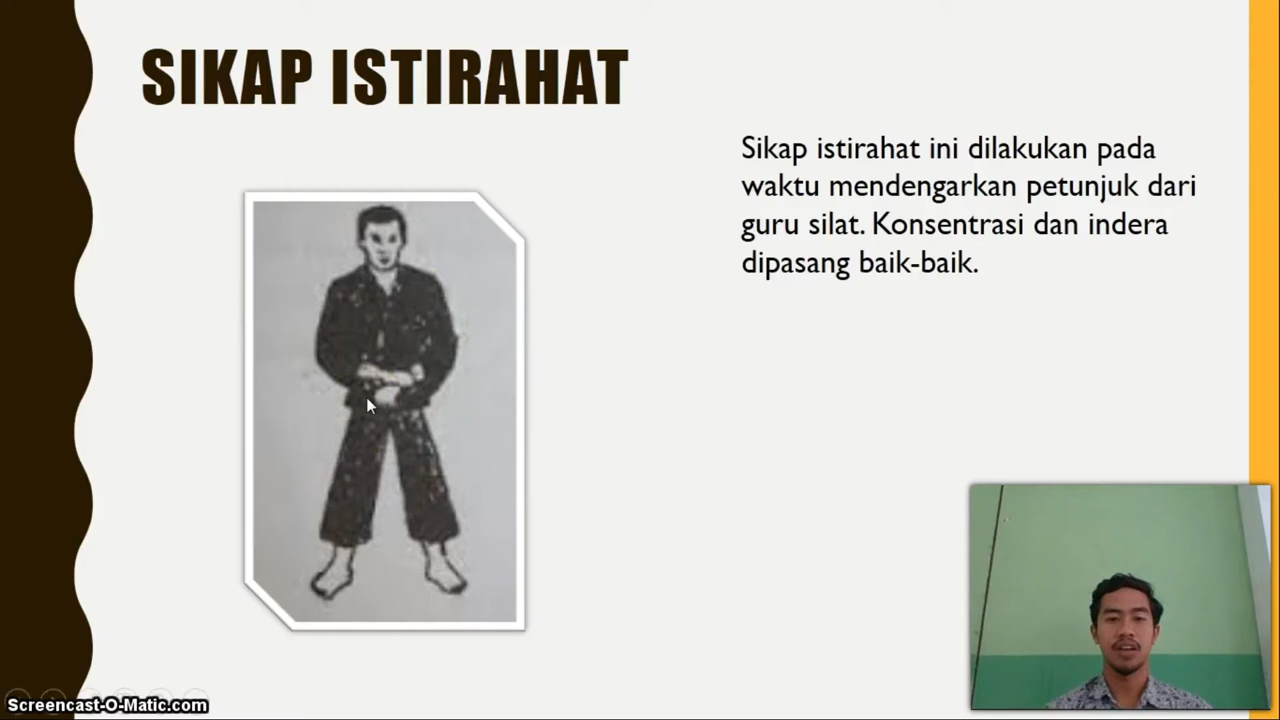 SIKAP ISTIRAHAT
Sikap istirahat ini dilakukan pada
waktu mendengarkan petunjuk dari
guru silat. Konsentrasi dan indera
dipasang baik-baik.
Screencast-O-Matic.com